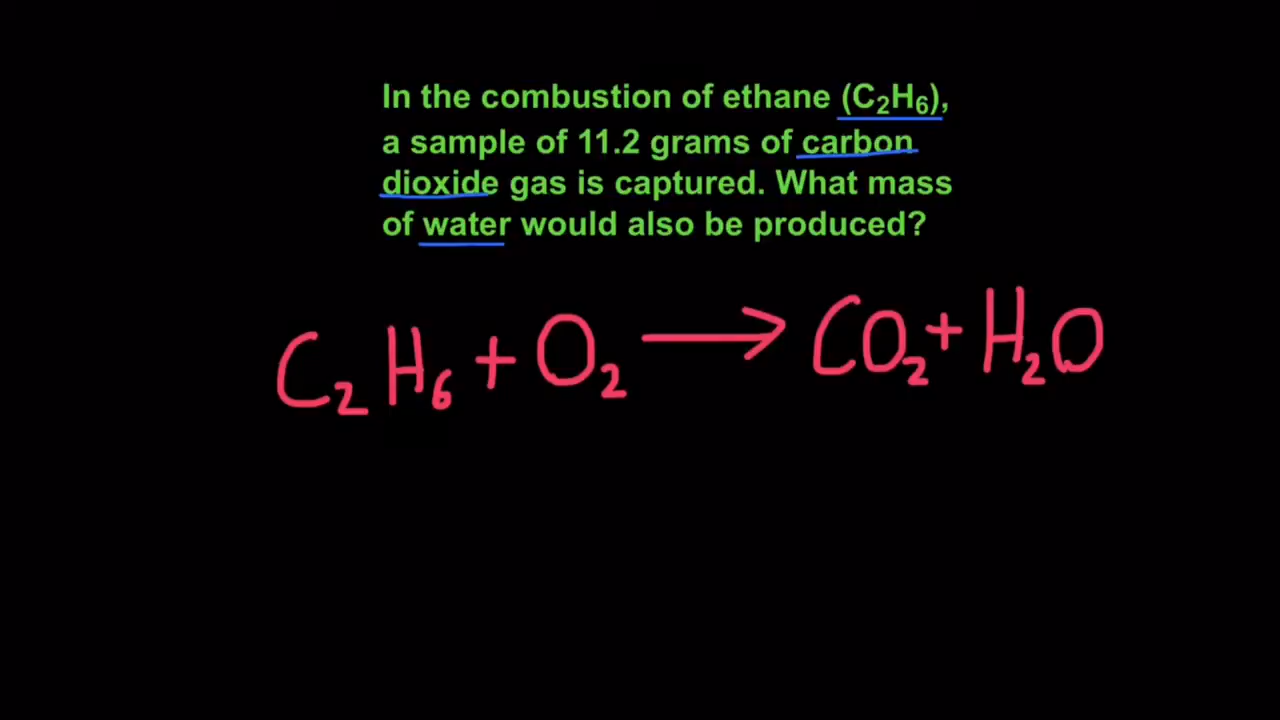 In the combustion of ethane (C₂H₆),
a sample of 11.2 grams of carbon
dioxide gas is captured. What mass
of water would also be produced?
C₂H₆ + O₂ → CO₂ + H₂O